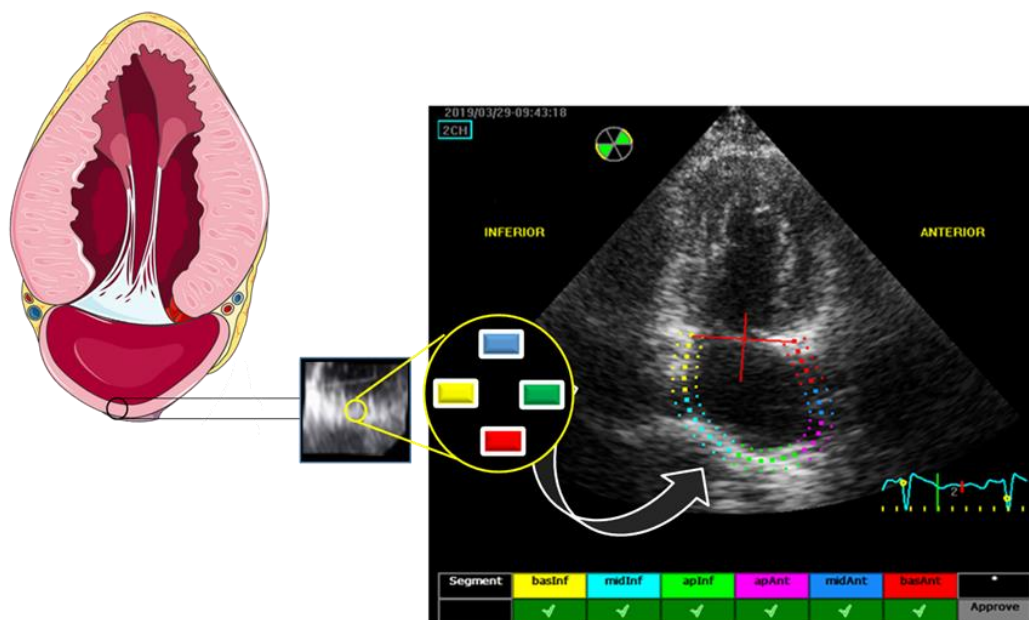 2019/03/29-09:43:18
2CH
INFERIOR
ANTERIOR
2
Segment basInf midInf apInf apAnt midAnt basAnt *
Approve